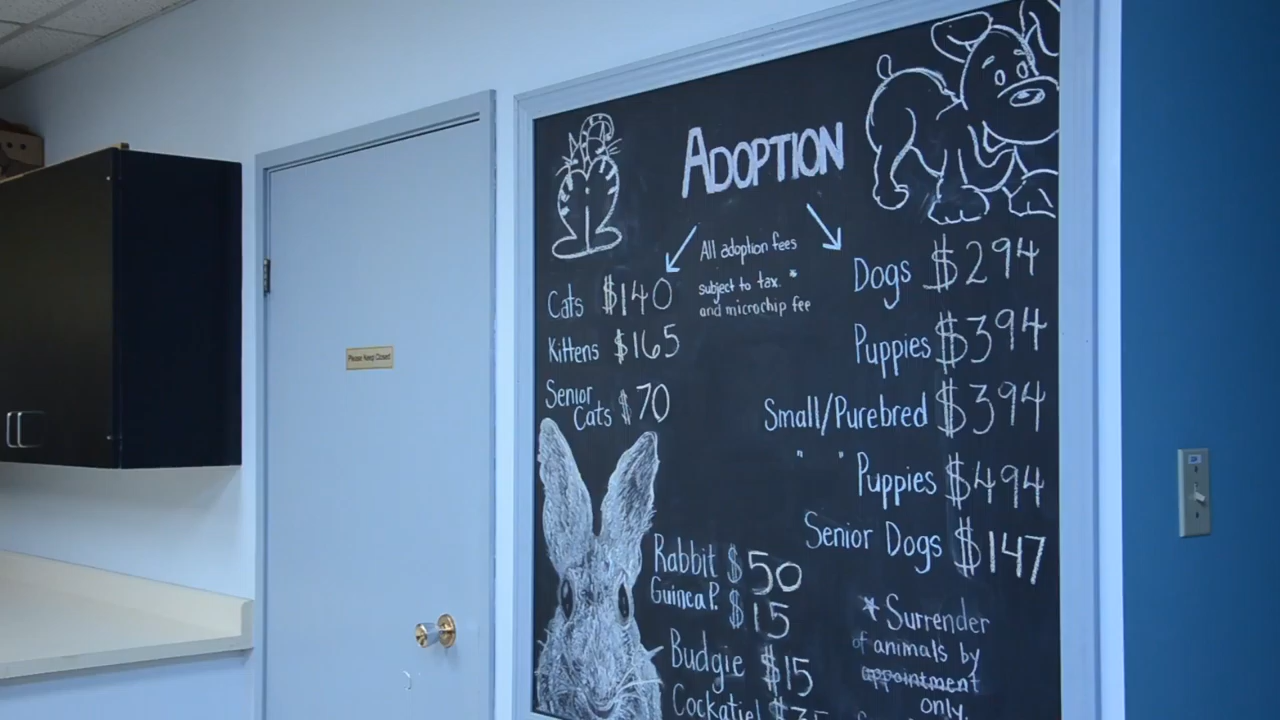 Please Keep Closed
ADOPTION
All adoption fees
subject to tax. *
and microchip fee
Cats $140
Kittens $165
Senior
Cats $70
Dogs $294
Puppies $394
Small/Purebred $394
" " Puppies $494
Senior Dogs $147
Rabbit $50
Guinea P. $15
Budgie $15
Cockatiel
* Surrender
of animals by
appointment
only.